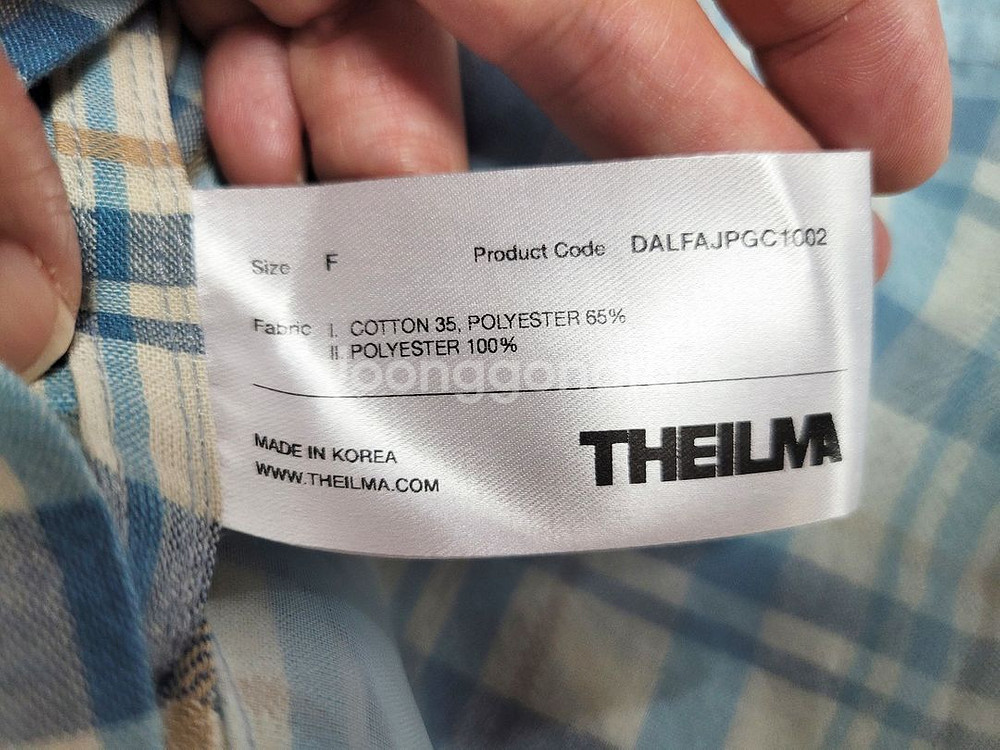 Size F Product Code DALFAJPGC1002
Fabric I. COTTON 35, POLYESTER 65%
II. POLYESTER 100%
joonggonara
MADE IN KOREA
WWW.THEILMA.COM
THEILMA